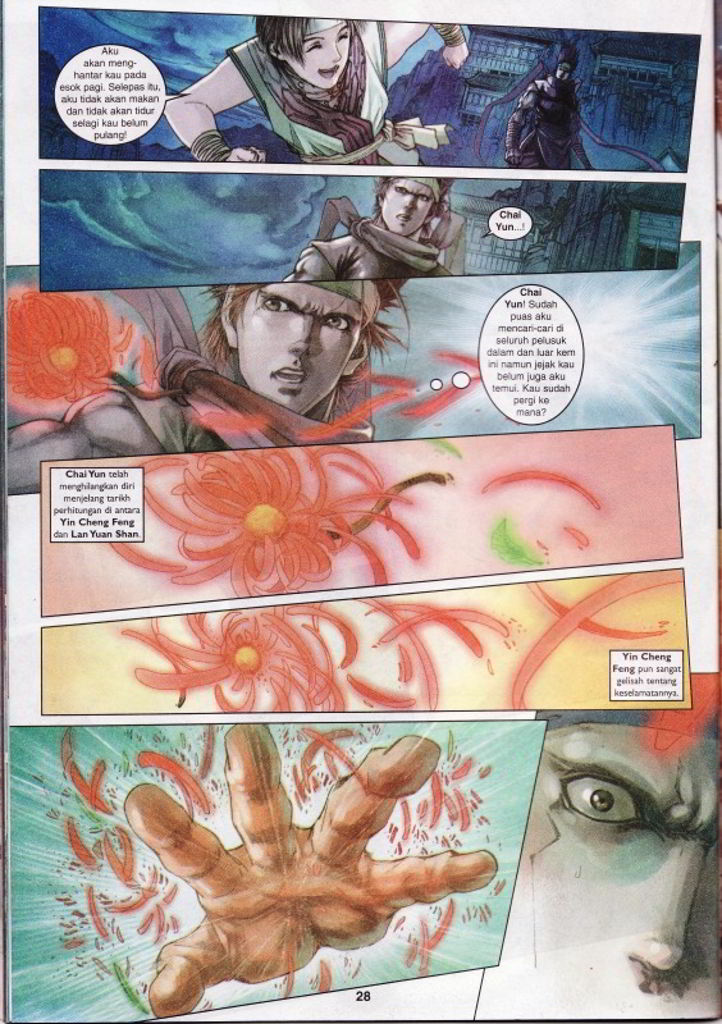 Aku
akan meng-
hantar kau pada
esok pagi. Selepas itu,
aku tidak akan makan
dan tidak akan tidur
selagi kau belum
pulang!
Chai
Yun...!
Chai
Yun! Sudah
puas aku
mencari-cari di
seluruh pelusuk
dalam dan luar kem
ini namun jejak kau
belum juga aku
temui. Kau sudah
pergi ke
mana?
Chai Yun telah
menghilangkan diri
menjelang tarikh
perhitungan di antara
Yin Cheng Feng
dan Lan Yuan Shan.
Yin Cheng
Feng pun sangat
gelisah tentang
keselamatannya.
28